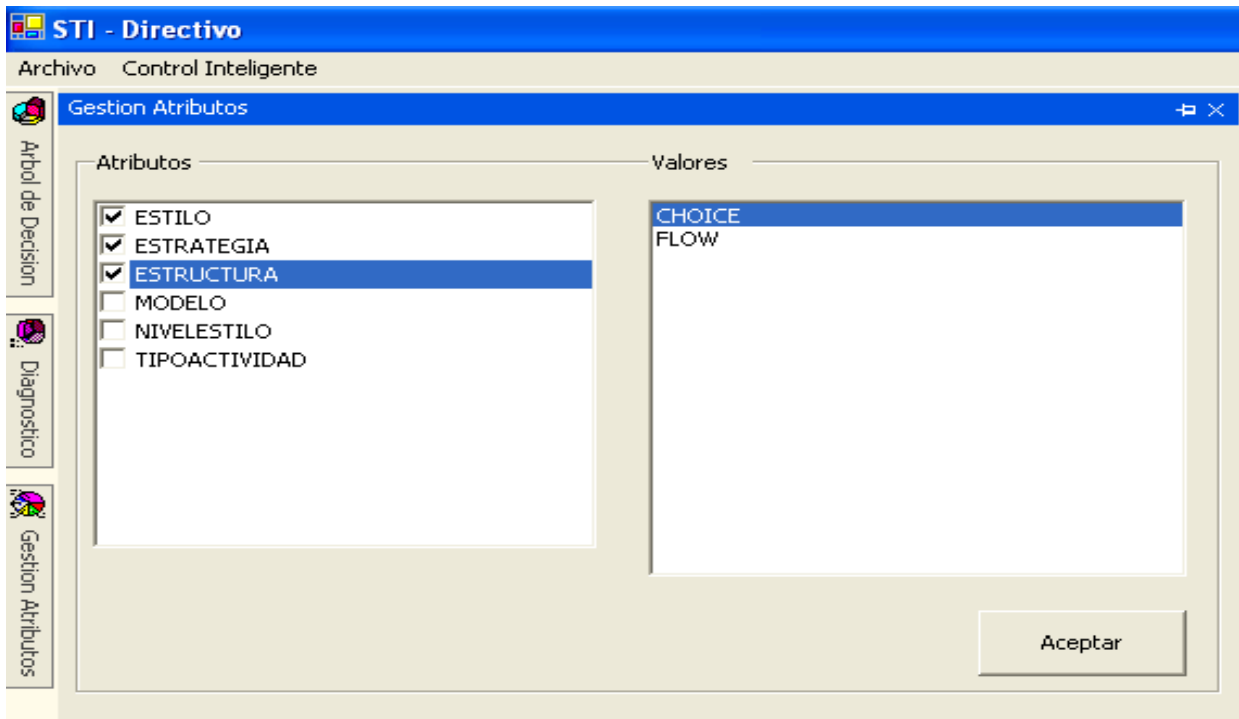 STI - Directivo
Archivo Control Inteligente
Gestion Atributos
Arbol de Decision
Diagnostico
Gestion Atributos
Atributos
ESTILO
ESTRATEGIA
ESTRUCTURA
MODELO
NIVELESTILO
TIPOACTIVIDAD
Valores
CHOICE
FLOW
Aceptar